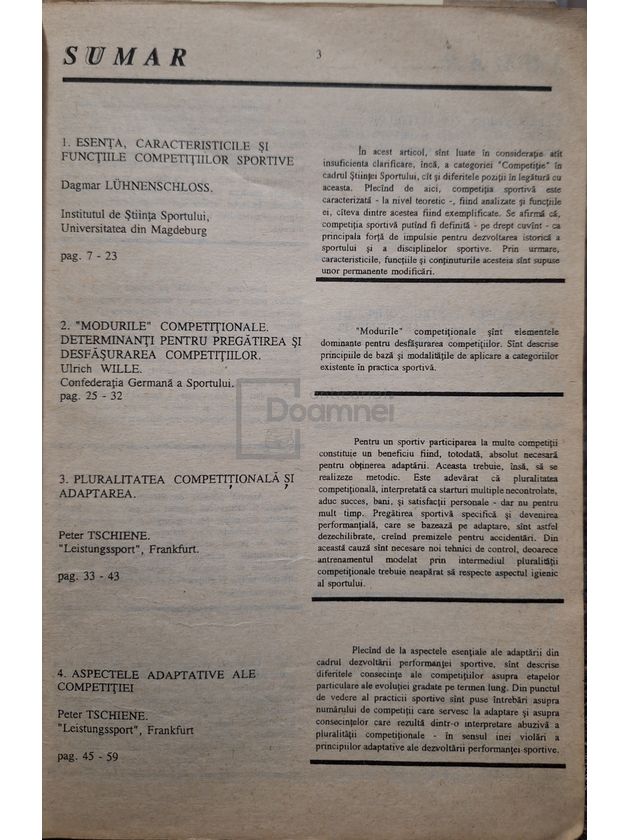 SUMAR
3
1. ESENȚA, CARACTERISTICILE ȘI
FUNCȚIILE COMPETIȚIILOR SPORTIVE
Dagmar LÜHNENSCHLOSS.
Institutul de Știința Sportului,
Universitatea din Magdeburg
pag. 7 - 23
În acest articol, sînt luate în considerație atît
insuficienta clarificare, încă, a categoriei "Competiție" în
cadrul Științei Sportului, cît și diferitele poziții în legătură cu
aceasta. Plecînd de aici, competiția sportivă este
caracterizată - la nivel teoretic -, fiind analizate și funcțiile
ei, cîteva dintre acestea fiind exemplificate. Se afirmă că,
competiția sportivă putînd fi definită - pe drept cuvînt - ca
principala forță de impulsie pentru dezvoltarea istorică a
sportului și a disciplinelor sportive. Prin urmare,
caracteristicile, funcțiile și conținuturile acesteia sînt supuse
unor permanente modificări.
2. "MODURILE" COMPETIȚIONALE.
DETERMINANȚI PENTRU PREGĂTIREA ȘI
DESFĂȘURAREA COMPETIȚIILOR.
Ulrich WILLE.
Confederația Germană a Sportului.
pag. 25 - 32
"Modurile" competiționale sînt elementele
dominante pentru desfășurarea competiților. Sînt descrise
principiile de bază și modalitățile de aplicare a categoriilor
existente în practica sportivă.
ANTICARIAT
Doamnei
3. PLURALITATEA COMPETIȚIONALĂ ȘI
ADAPTAREA.
Peter TSCHIENE.
"Leistungssport", Frankfurt.
pag. 33 - 43
Pentru un sportiv participarea la multe competiții
constituie un beneficiu fiind, totodată, absolut necesară
pentru obținerea adaptării. Aceasta trebuie, însă, să se
realizeze metodic. Este adevărat că pluralitatea
competițională, interpretată ca starturi multiple necontrolate,
aduc succes, bani, și satisfacții personale - dar nu pentru
mult timp. Pregătirea sportivă specifică și devenirea
performanțială, care se bazează pe adaptare, sînt astfel
dezechilibrate, creînd premizele pentru accidentări. Din
această cauză sînt necesare noi tehnici de control, deoarece
antrenamentul modelat prin intermediul pluralității
competiționale trebuie neapărat să respecte aspectul igienic
al sportului.
4. ASPECTELE ADAPTATIVE ALE
COMPETIȚIEI
Peter TSCHIENE.
"Leistungssport", Frankfurt
pag. 45 - 59
Plecînd de la aspectele esențiale ale adaptării din
cadrul dezvoltării performanței sportive, sînt descrise
diferitele consecințe ale competițiilor asupra etapelor
particulare ale evoluției gradate pe termen lung. Din punctul
de vedere al practicii sportive sînt puse întrebări asupra
numărului de competiții care servesc la adaptare și asupra
consecințelor care rezultă dintr-o interpretare abuzivă a
pluralității competiționale - în sensul inei violări a
principiilor adaptative ale dezvoltării performanței sportive.